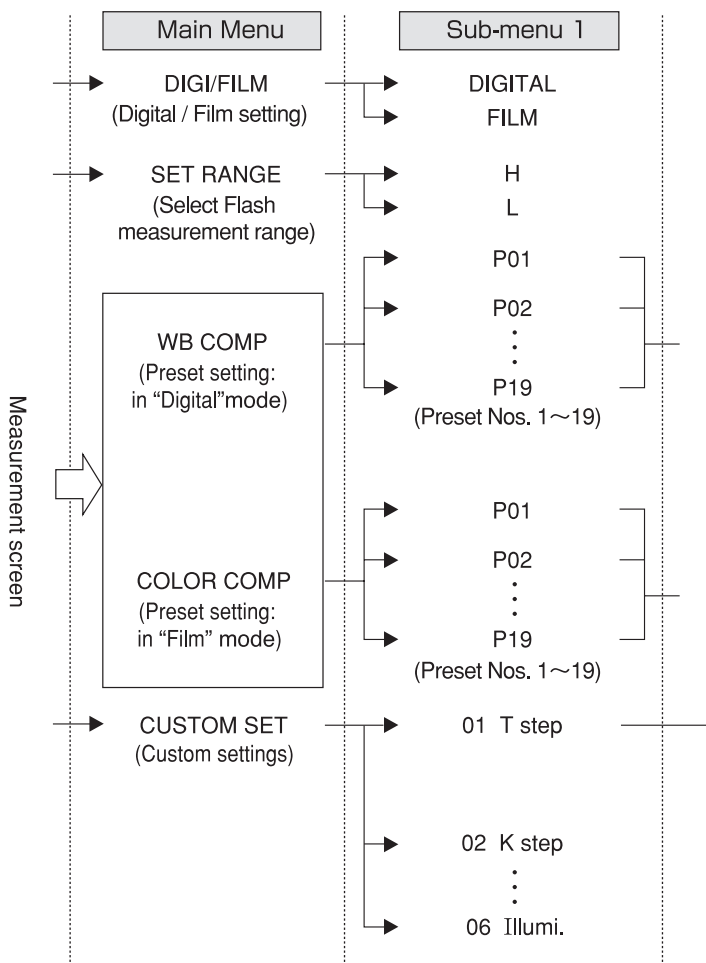 Main Menu
Sub-menu 1
DIGI/FILM
(Digital / Film setting)
DIGITAL
FILM
SET RANGE
(Select Flash
measurement range)
H
L
WB COMP
(Preset setting:
in “Digital”mode)
P01
P02
P19
(Preset Nos. 1～19)
Measurement screen
COLOR COMP
(Preset setting:
in “Film” mode)
P01
P02
P19
(Preset Nos. 1～19)
CUSTOM SET
(Custom settings)
01 T step
02 K step
06 Illumi.